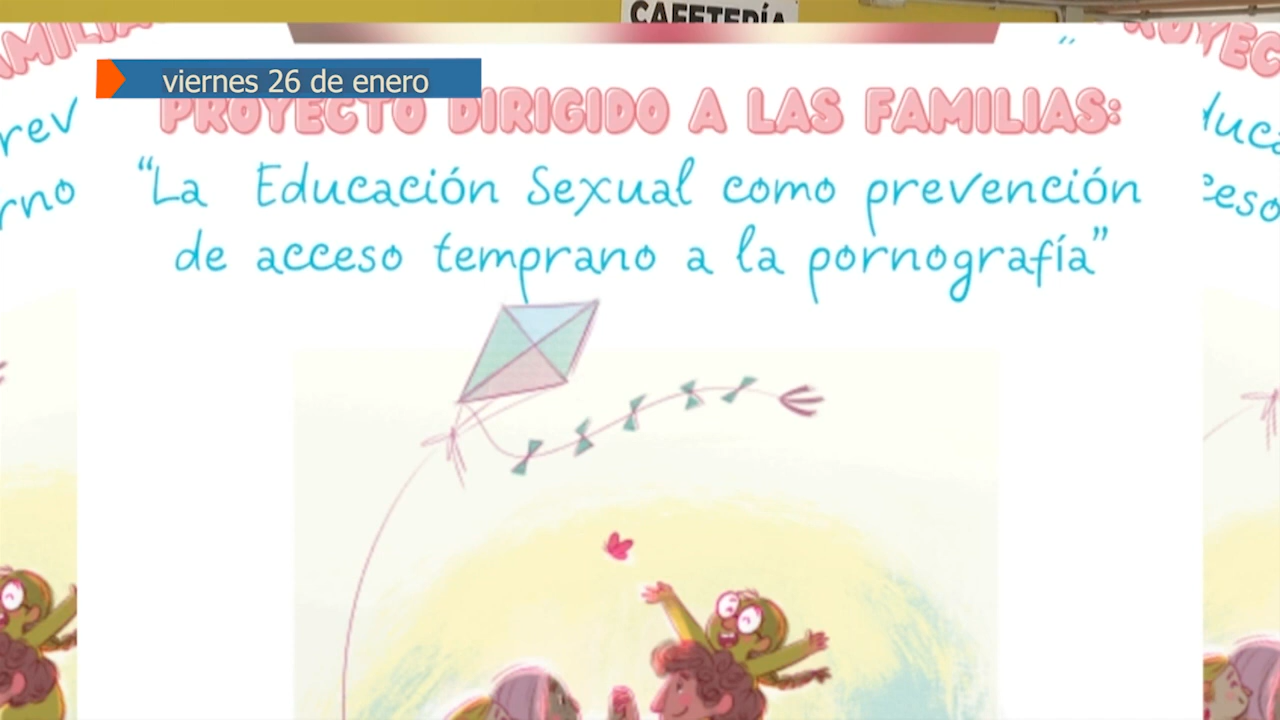 CAFETERÍA
viernes 26 de enero
PROYECTO DIRIGIDO A LAS FAMILIAS:
“La Educación Sexual como prevención
de acceso temprano a la pornografía”